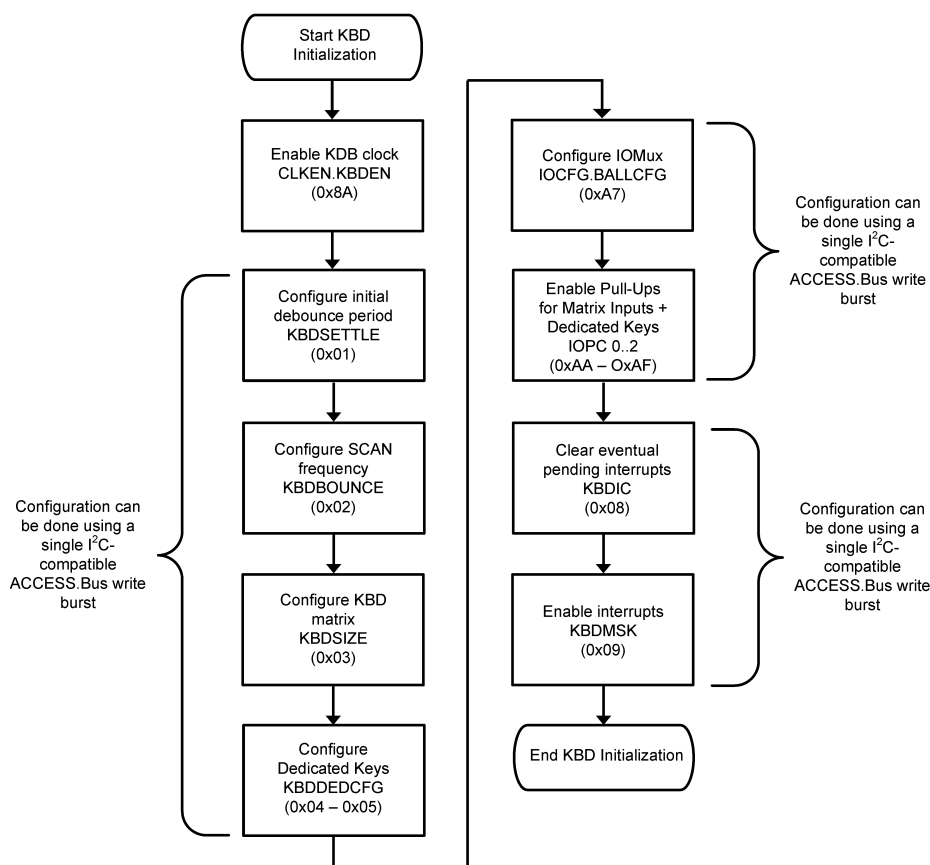 Start KBD
Initialization
Enable KDB clock
CLKEN.KBDEN
(0x8A)
Configure initial
debounce period
KBDSETTLE
(0x01)
Configure SCAN
frequency
KBDBOUNCE
(0x02)
Configure KBD
matrix
KBDSIZE
(0x03)
Configure
Dedicated Keys
KBDDEDCFG
(0x04 – 0x05)
Configuration can
be done using a
single I²C-
compatible
ACCESS.Bus write
burst
Configure IOMux
IOCFG.BALLCFG
(0xA7)
Enable Pull-Ups
for Matrix Inputs +
Dedicated Keys
IOPC 0..2
(0xAA – OxAF)
Configuration can
be done using a
single I²C-
compatible
ACCESS.Bus write
burst
Clear eventual
pending interrupts
KBDIC
(0x08)
Enable interrupts
KBDMSK
(0x09)
Configuration can
be done using a
single I²C-
compatible
ACCESS.Bus write
burst
End KBD Initialization